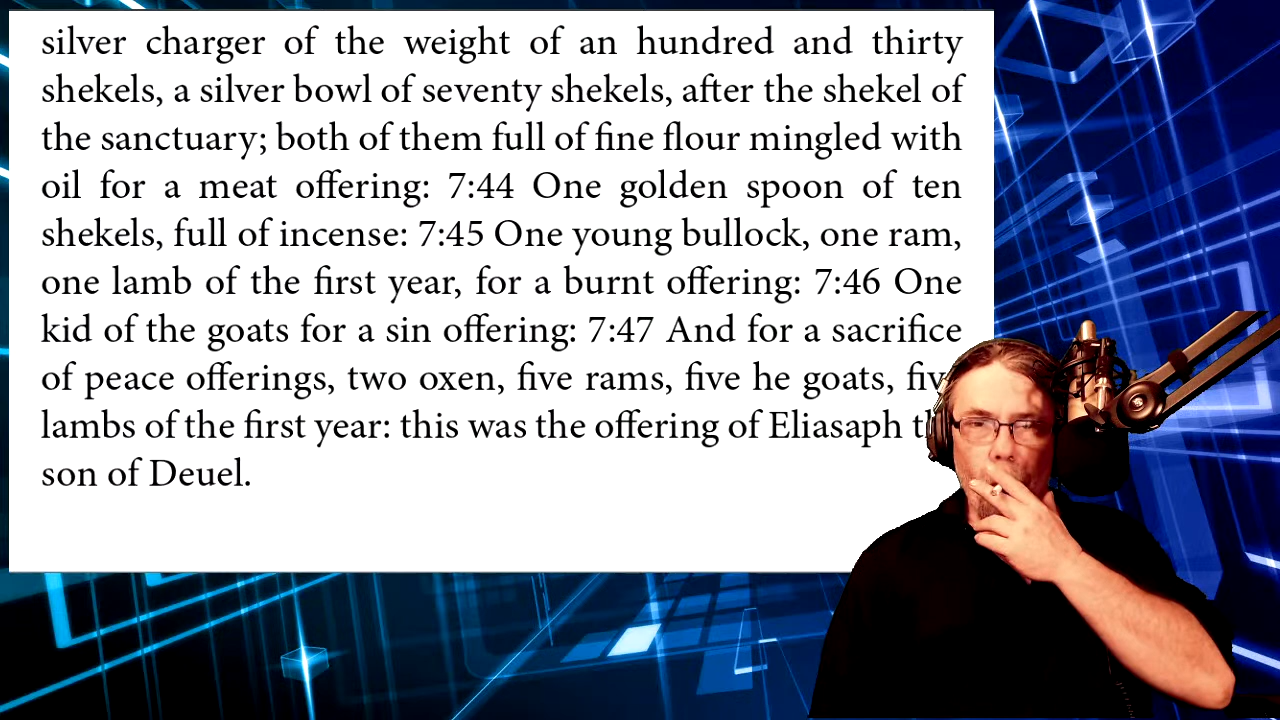 silver charger of the weight of an hundred and thirty
shekels, a silver bowl of seventy shekels, after the shekel of
the sanctuary; both of them full of fine flour mingled with
oil for a meat offering: 7:44 One golden spoon of ten
shekels, full of incense: 7:45 One young bullock, one ram,
one lamb of the first year, for a burnt offering: 7:46 One
kid of the goats for a sin offering: 7:47 And for a sacrifice
of peace offerings, two oxen, five rams, five he goats,
lambs of the first year: this was the offering of Eliasaph
son of Deuel.